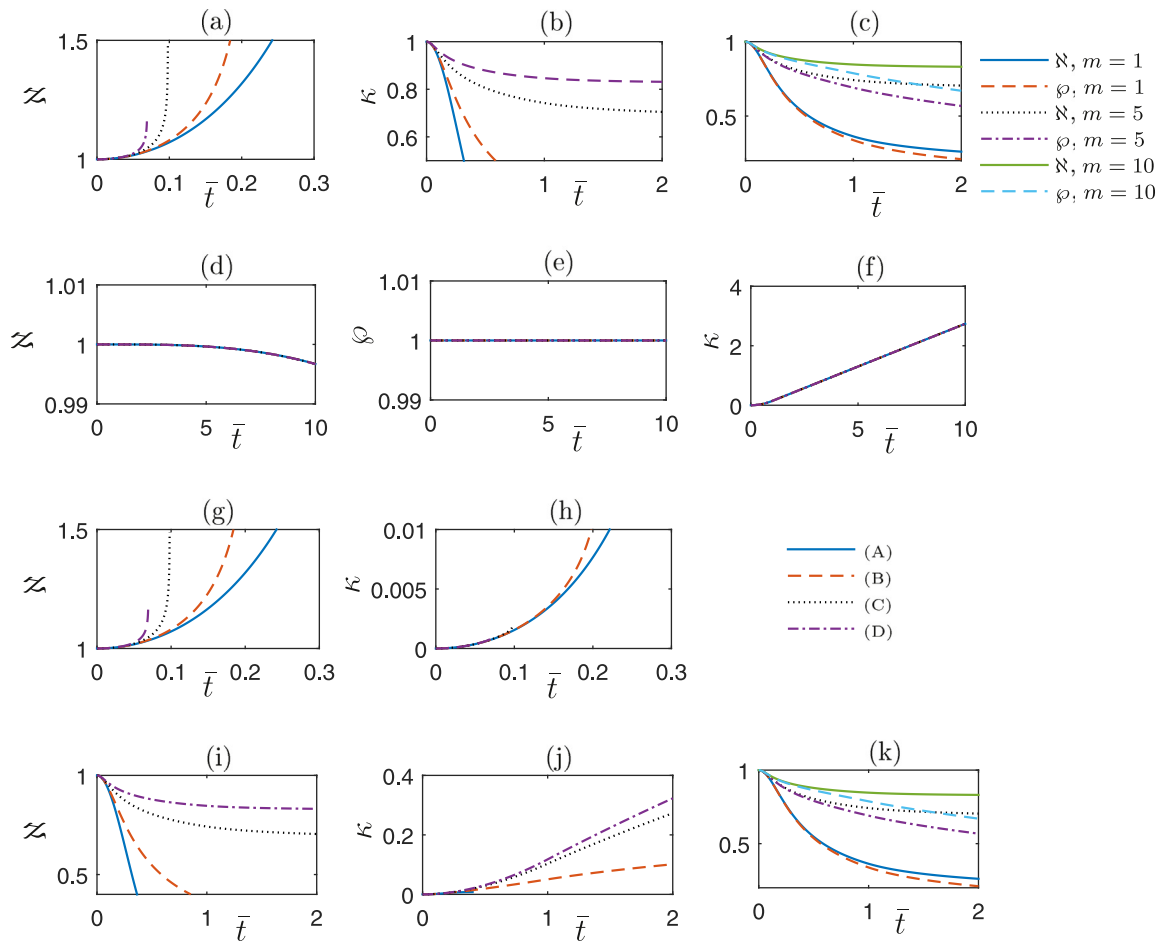 (a)
1.5
1
ℵ
0
0.1
0.2
0.3
t̄
(b)
1
0.8
0.6
κ
0
1
2
t̄
(c)
1
0.5
0
1
2
t̄
ℵ, m = 1
℘, m = 1
ℵ, m = 5
℘, m = 5
ℵ, m = 10
℘, m = 10
(d)
1.01
1
0.99
ℵ
0
5
10
t̄
(e)
1.01
1
0.99
℘
0
5
10
t̄
(f)
4
2
0
κ
0
5
10
t̄
(g)
1.5
1
ℵ
0
0.1
0.2
0.3
t̄
(h)
0.01
0.005
0
κ
0
0.1
0.2
0.3
t̄
(A)
(B)
(C)
(D)
(i)
1
0.5
ℵ
0
1
2
t̄
(j)
0.4
0.2
0
κ
0
1
2
t̄
(k)
1
0.5
0
1
2
t̄